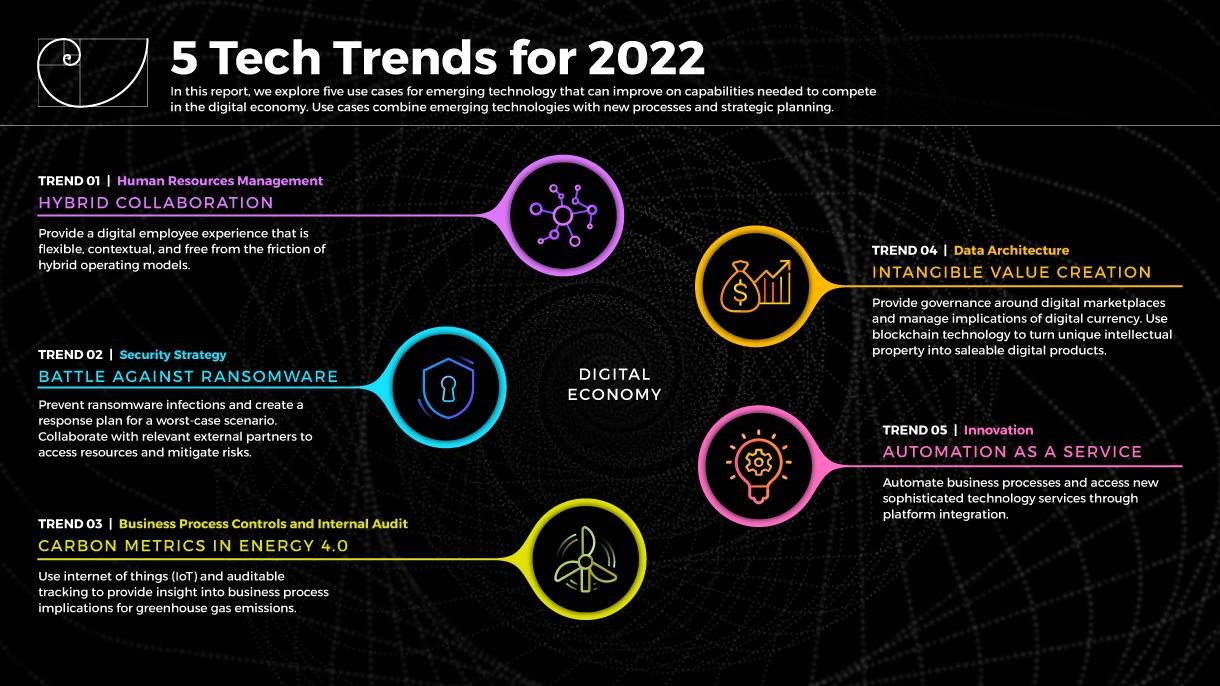 5 Tech Trends for 2022
In this report, we explore five use cases for emerging technology that can improve on capabilities needed to compete
in the digital economy. Use cases combine emerging technologies with new processes and strategic planning.
TREND 01 | Human Resources Management
HYBRID COLLABORATION
Provide a digital employee experience that is
flexible, contextual, and free from the friction of
hybrid operating models.
TREND 02 | Security Strategy
BATTLE AGAINST RANSOMWARE
Prevent ransomware infections and create a
response plan for a worst-case scenario.
Collaborate with relevant external partners to
access resources and mitigate risks.
TREND 03 | Business Process Controls and Internal Audit
CARBON METRICS IN ENERGY 4.0
Use internet of things (IoT) and auditable
tracking to provide insight into business process
implications for greenhouse gas emissions.
DIGITAL
ECONOMY
TREND 04 | Data Architecture
INTANGIBLE VALUE CREATION
Provide governance around digital marketplaces
and manage implications of digital currency. Use
blockchain technology to turn unique intellectual
property into saleable digital products.
TREND 05 | Innovation
AUTOMATION AS A SERVICE
Automate business processes and access new
sophisticated technology services through
platform integration.
$